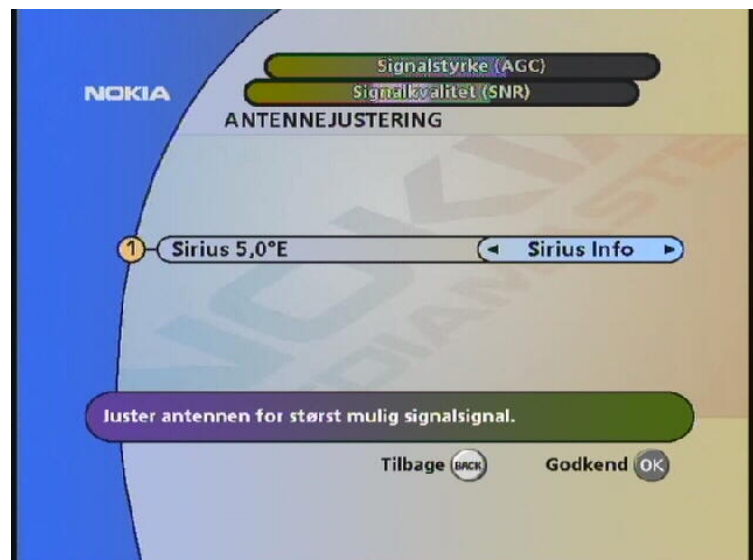 Signalstyrke (AGC)
NOKIA
Signalkvalitet (SNR)
ANTENNEJUSTERING
1 Sirius 5,0°E Sirius Info
Juster antennen for størst mulig signalsignal.
Tilbage BACK Godkend OK
NOKIA